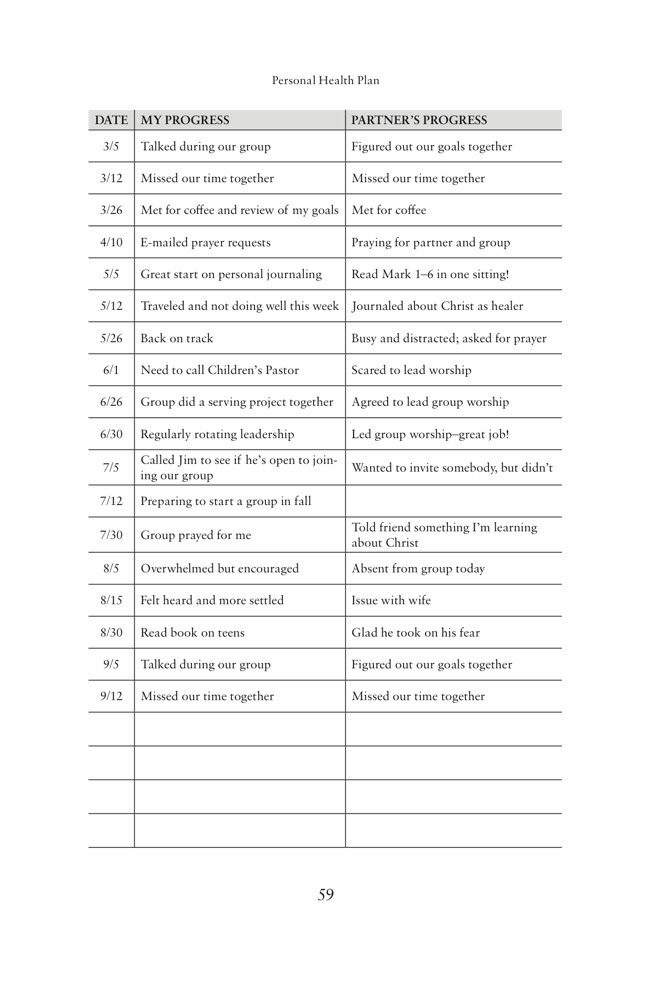 Personal Health Plan
DATE MY PROGRESS PARTNER'S PROGRESS
3/5 Talked during our group Figured out our goals together
3/12 Missed our time together Missed our time together
3/26 Met for coffee and review of my goals Met for coffee
4/10 E-mailed prayer requests Praying for partner and group
5/5 Great start on personal journaling Read Mark 1–6 in one sitting!
5/12 Traveled and not doing well this week Journaled about Christ as healer
5/26 Back on track Busy and distracted; asked for prayer
6/1 Need to call Children's Pastor Scared to lead worship
6/26 Group did a serving project together Agreed to lead group worship
6/30 Regularly rotating leadership Led group worship–great job!
7/5 Called Jim to see if he's open to join-
ing our group Wanted to invite somebody, but didn't
7/12 Preparing to start a group in fall
7/30 Group prayed for me Told friend something I'm learning
about Christ
8/5 Overwhelmed but encouraged Absent from group today
8/15 Felt heard and more settled Issue with wife
8/30 Read book on teens Glad he took on his fear
9/5 Talked during our group Figured out our goals together
9/12 Missed our time together Missed our time together
59